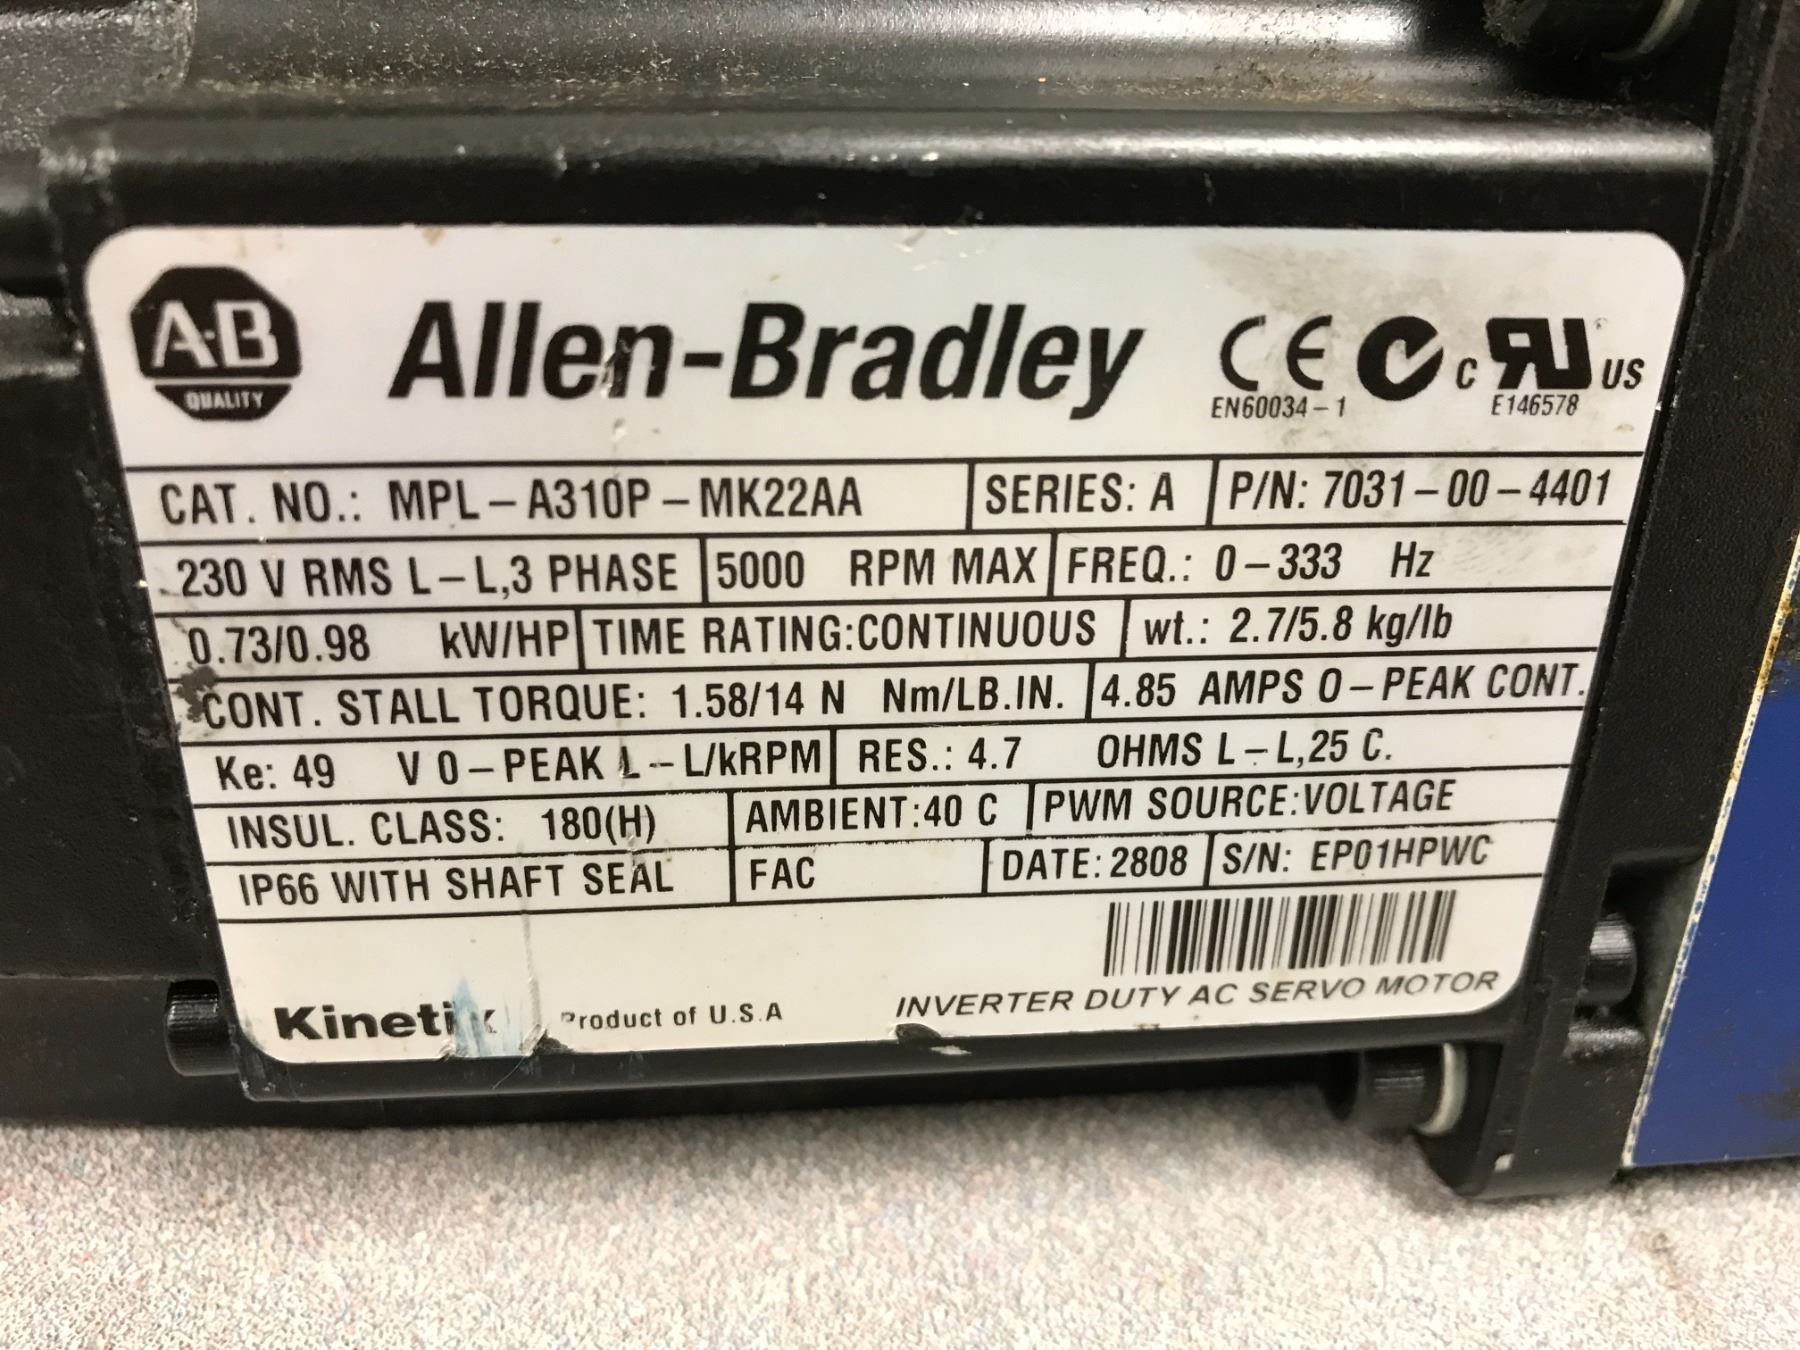 A-B QUALITY
Allen-Bradley
CE EN60034-1
c RU US E146578
CAT. NO.: MPL-A310P-MK22AA SERIES: A P/N: 7031-00-4401
230 V RMS L-L,3 PHASE 5000 RPM MAX FREQ.: 0-333 Hz
0.73/0.98 kW/HP TIME RATING:CONTINUOUS wt.: 2.7/5.8 kg/lb
CONT. STALL TORQUE: 1.58/14 N Nm/LB.IN. 4.85 AMPS 0-PEAK CONT.
Ke: 49 V 0-PEAK L-L/kRPM RES.: 4.7 OHMS L-L,25 C.
INSUL. CLASS: 180(H) AMBIENT:40 C PWM SOURCE:VOLTAGE
IP66 WITH SHAFT SEAL FAC DATE: 2808 S/N: EP01HPWC
Kinetix Product of U.S.A INVERTER DUTY AC SERVO MOTOR